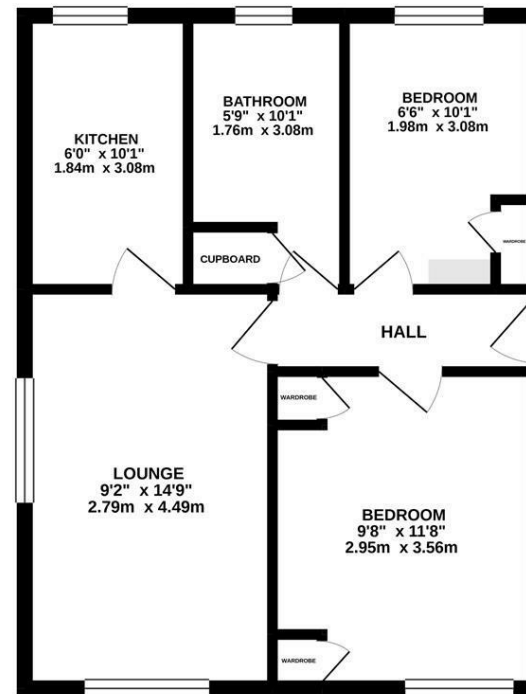 KITCHEN
6'0" x 10'1"
1.84m x 3.08m
BATHROOM
5'9" x 10'1"
1.76m x 3.08m
BEDROOM
6'6" x 10'1"
1.98m x 3.08m
WARDROBE
CUPBOARD
HALL
WARDROBE
LOUNGE
9'2" x 14'9"
2.79m x 4.49m
BEDROOM
9'8" x 11'8"
2.95m x 3.56m
WARDROBE